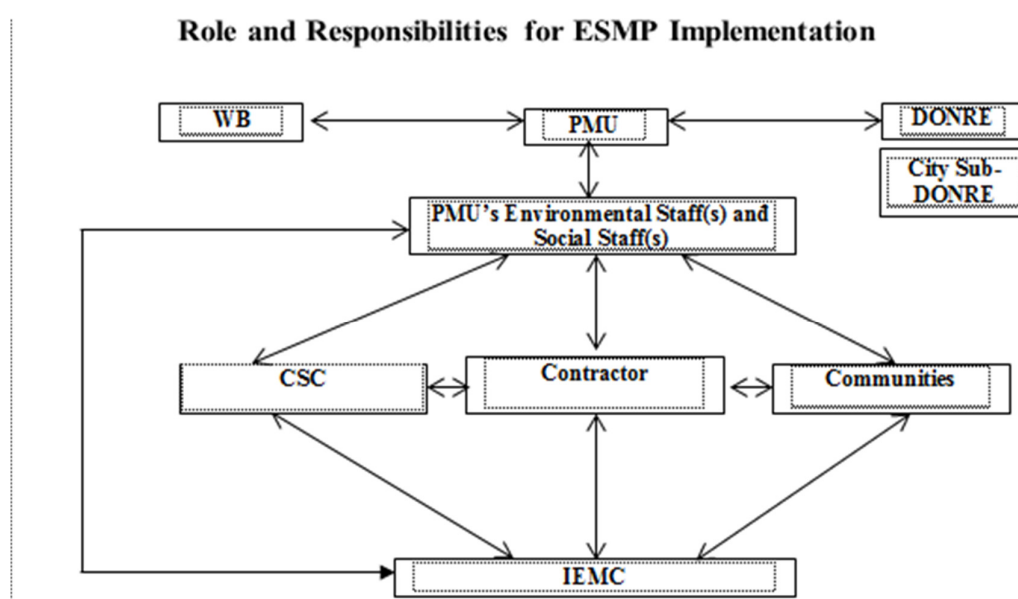 Role and Responsibilities for ESMP Implementation
WB
PMU
DONRE
City Sub-
DONRE
PMU's Environmental Staff(s) and
Social Staff(s)
CSC
Contractor
Communities
IEMC